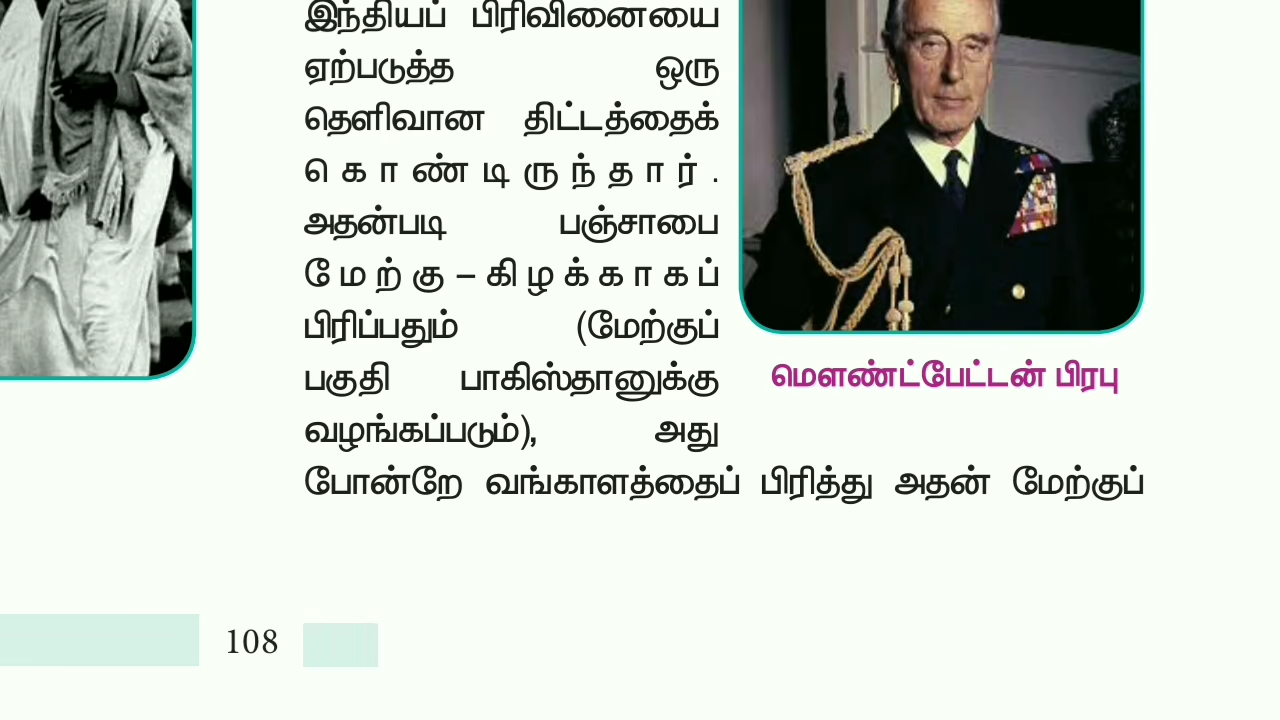 இந்தியப் பிரிவினையை
ஏற்படுத்த ஒரு
தெளிவான திட்டத்தைக்
கொண்டிருந்தார்.
அதன்படி பஞ்சாபை
மேற்கு–கிழக்காகப்
பிரிப்பதும் (மேற்குப்
பகுதி பாகிஸ்தானுக்கு
வழங்கப்படும்), அது
போன்றே வங்காளத்தைப் பிரித்து அதன் மேற்குப்
மௌண்ட்பேட்டன் பிரபு
108